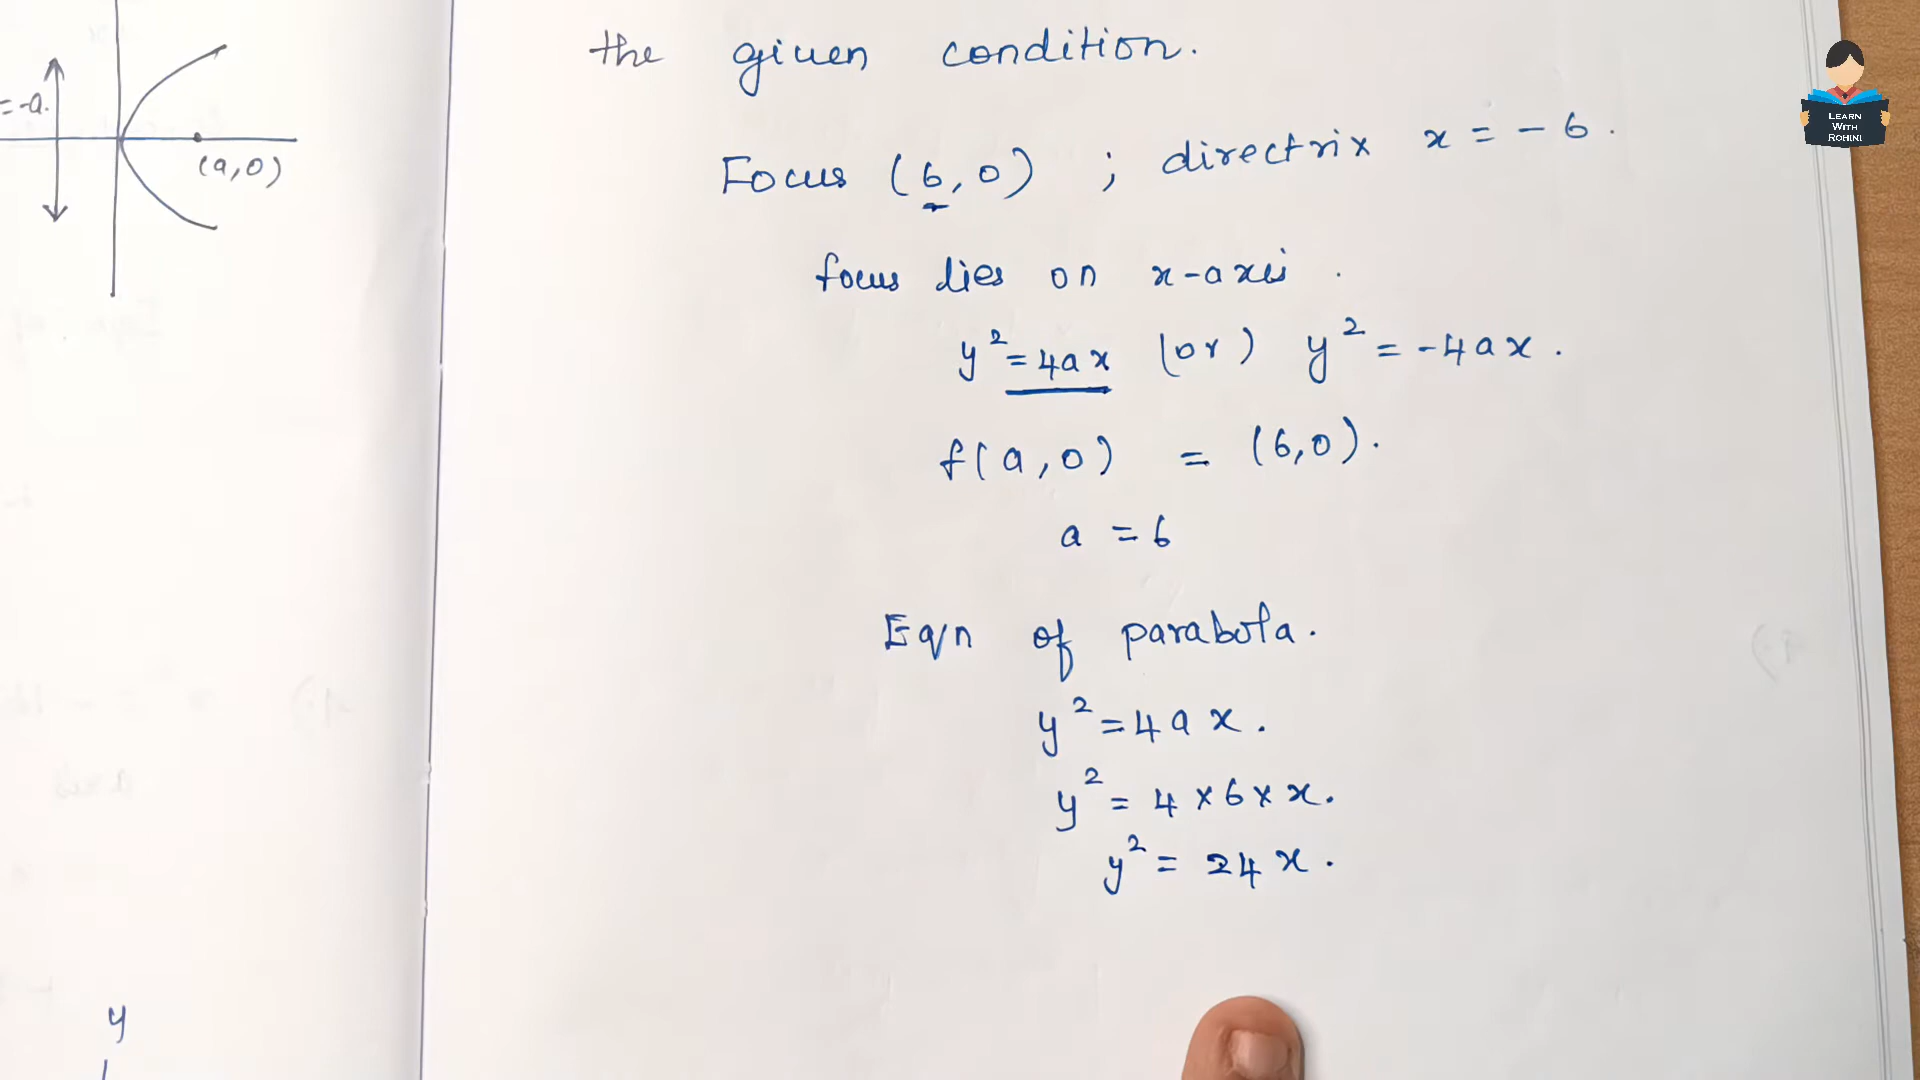 = -a.
(a,0)
y
the given condition.
Focus (6,0) ; directrix x = -6.
focus lies on x-axis.
y² = 4ax (or) y² = -4ax.
f(a,0) = (6,0).
a = 6
Eqn of parabola.
y² = 4ax.
y² = 4×6×x.
y² = 24x.
LEARN
WITH
ROHINI